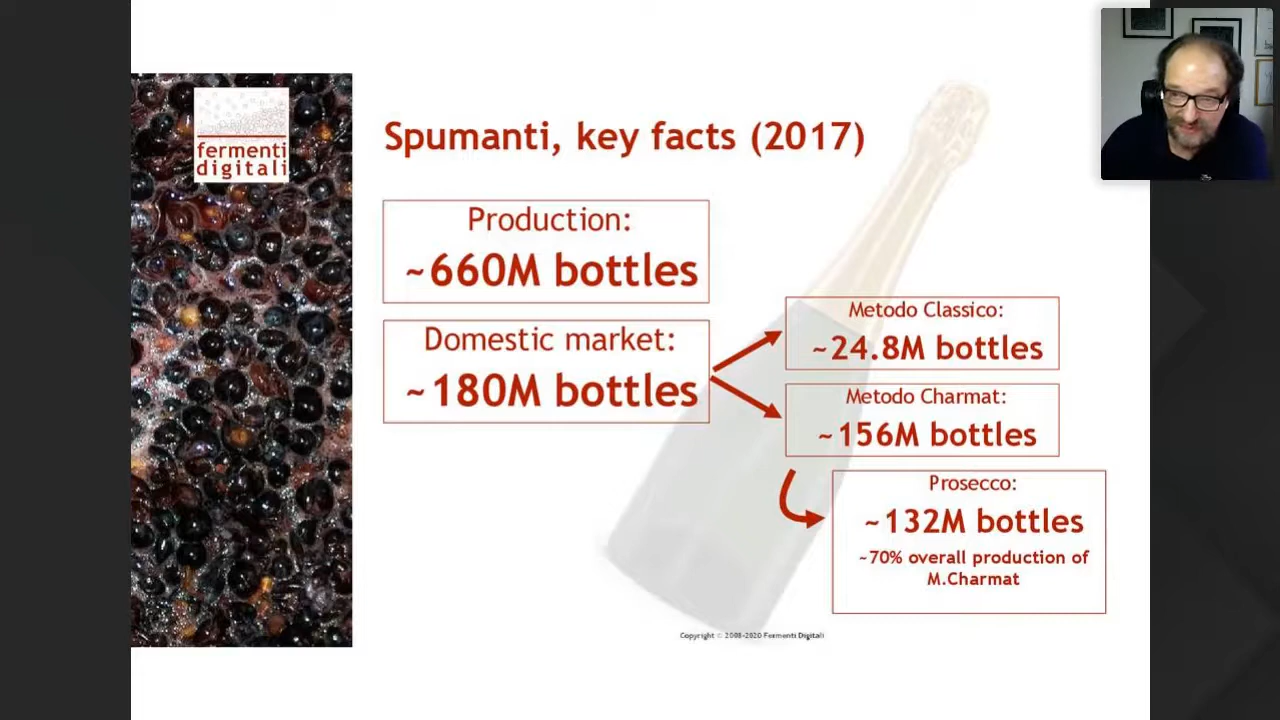 fermenti
digitali
Spumanti, key facts (2017)
Production:
~660M bottles
Domestic market:
~180M bottles
Metodo Classico:
~24.8M bottles
Metodo Charmat:
~156M bottles
Prosecco:
~132M bottles
~70% overall production of
M.Charmat
Copyright © 2008-2020 Fermenti Digitali